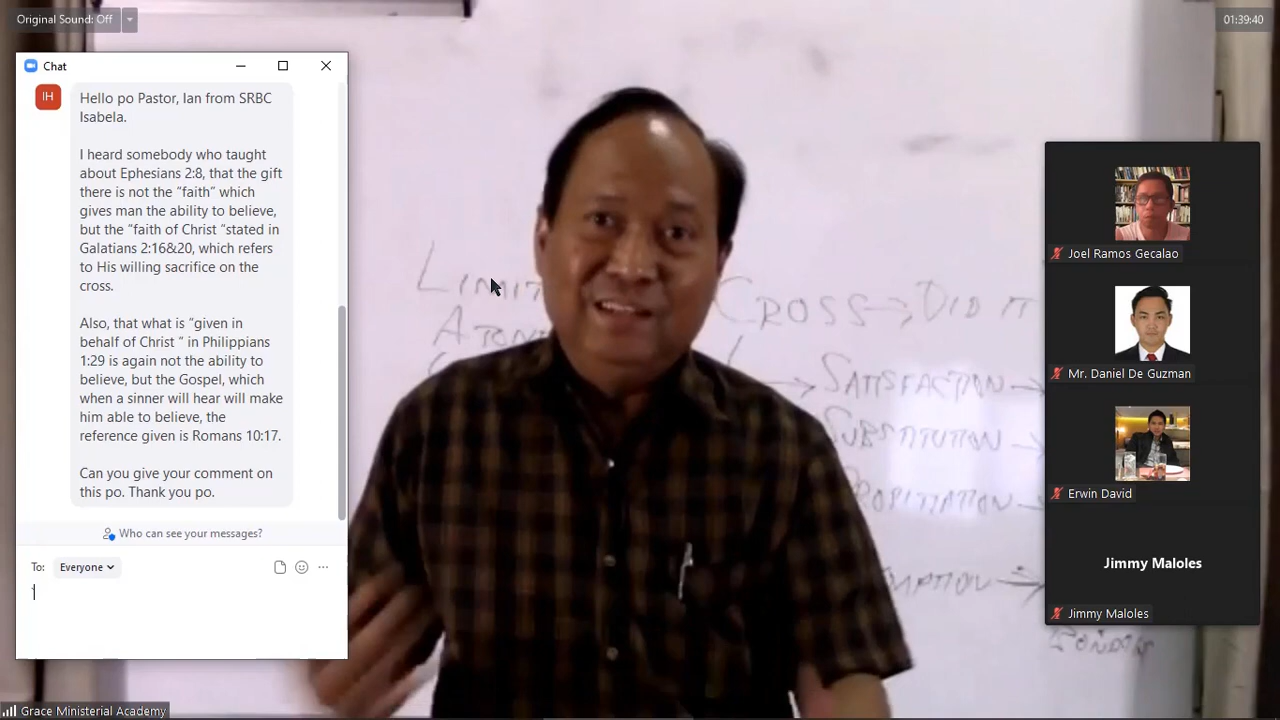 Original Sound: Off
01:39:40
Chat
IH
Hello po Pastor, Ian from SRBC
Isabela.
I heard somebody who taught
about Ephesians 2:8, that the gift
there is not the “faith” which
gives man the ability to believe,
but the “faith of Christ “stated in
Galatians 2:16&20, which refers
to His willing sacrifice on the
cross.
Also, that what is “given in
behalf of Christ “ in Philippians
1:29 is again not the ability to
believe, but the Gospel, which
when a sinner will hear will make
him able to believe, the
reference given is Romans 10:17.
Can you give your comment on
this po. Thank you po.
Who can see your messages?
To: Everyone
LIMIT
ATON
CROSS → DID IT
SATISFACTION →
SUBSTITUTION →
ROPITIATION →
MPTION →
Joel Ramos Gecalao
Mr. Daniel De Guzman
Erwin David
Jimmy Maloles
Jimmy Maloles
Grace Ministerial Academy